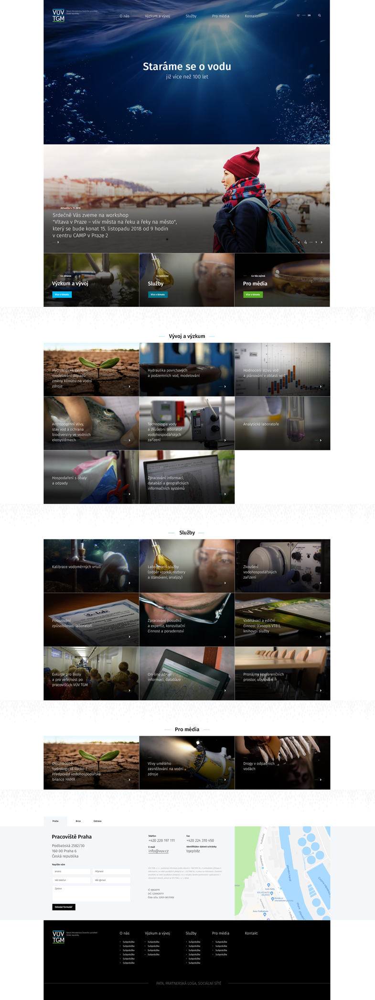 VÚV
TGM
Resort Ministerstva životního prostředí
České republiky
O nás
Výzkum a vývoj
Služby
Pro média
Kontakt
CZ
EN
Staráme se o vodu
již více než 100 let
Aktualita 5. 11. 2018
Srdečně Vás zveme na workshop
"Vltava v Praze – vliv města na řeku a řeky na město",
který se bude konat 15. listopadu 2018 od 9 hodin
v centru CAMP v Praze 2
4 — 5
Co děláme
Výzkum a vývoj
Více o tématu
Co nabízíme
Služby
Více o tématu
Co Vás zajímá
Pro média
Více o tématu
Vývoj a výzkum
Hydrologické extrémy,
modelování dopadů
změny klimatu na vodní
zdroje
Hydraulika povrchových
a podzemních vod, modelování
Hodnocení stavu vod
a plánování v oblasti vod
Antropogenní vlivy,
stav vod a ochrana
biodiverziry ve vodních
ekosystémech
Technologie vody
a zkušební laboratoř
vodohospodářských
zařízení
Analytické laboratoře
Hospodaření s obaly
a odpady
Zpracování informací,
databází a geografických
informačních systémů
Služby
Kalibrace vodoměrných vrtulí
Laboratorní služby
(odběr vzorků, rozbory
a stanovení, analýzy)
Zkoušení
vodohospodářských
zařízení
Posuzování
způsobilosti laboratoří
Zpracování posudků
a expertiz, konzultační
činnost a poradenství
Vzdělávací a ediční
činnost (časopis VTEI),
knihovní služby
Exkurze pro školy
a pro veřejnost po
pracovištích VÚV TGM
On-line zdroje
informací, databáze
Pronájmy konferenčních
prostor, ubytování
Pro média
Dlouhodobě
hydrologické sucho /
Předpověd vodohospodářské
bilance HAMR
Vlivy umělého
zasněžování na vodní
zdroje
Drogy v odpadních
vodách
Praha
Brno
Ostrava
Pracoviště Praha
Podbabská 2582/30
160 00 Praha 6
Česká republika
Telefon
+420 220 197 111
Fax
+420 224 310 450
E-mail
info@vuv.cz
Identifikátor datové schránky
tqepb8z
Napište nám
Jméno
Příjmení
Váš telefon
Váš @mail
Zpráva
Odeslat formulář
IČ: 00020711
DIČ: CZ00020711
Číslo účtu: 32931-061/0100
Podbabská
Podbabská
Auto Kelly
VOLVO AUTO
DEJVICE
Auto Podbabská
VÚV
TGM
Resort Ministerstva životního prostředí
České republiky
O nás
Subpoložka
Subpoložka
Subpoložka
Subpoložka
Subpoložka
Subpoložka
Výzkum a vývoj
Subpoložka
Subpoložka
Subpoložka
Subpoložka
Služby
Subpoložka
Subpoložka
Subpoložka
Subpoložka
Subpoložka
Subpoložka
Pro média
Subpoložka
Subpoložka
Subpoložka
Subpoložka
Kontakt
PATA, PARTNERSKÁ LOGA, SOCIÁLNÍ SÍTĚ